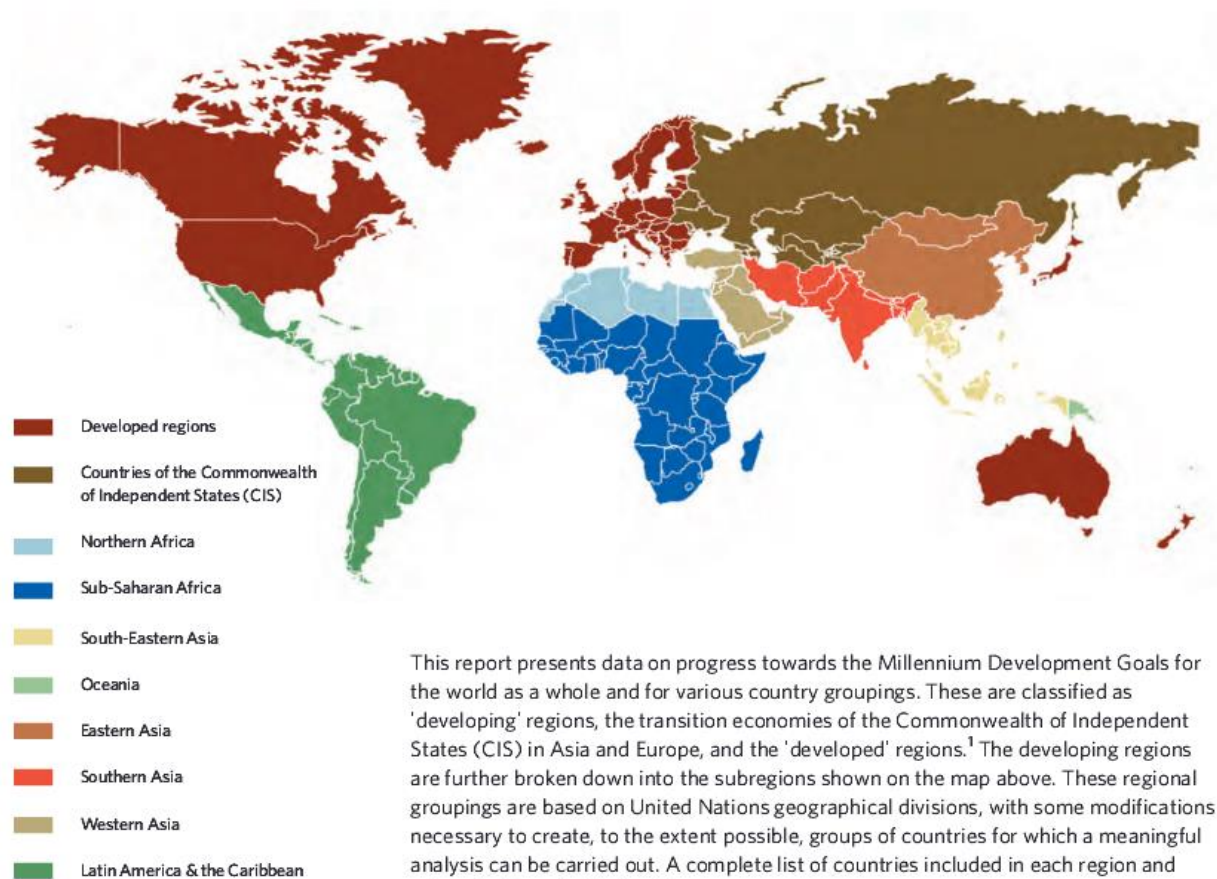 Developed regions
Countries of the Commonwealth
of Independent States (CIS)
Northern Africa
Sub-Saharan Africa
South-Eastern Asia
Oceania
Eastern Asia
Southern Asia
Western Asia
Latin America & the Caribbean
This report presents data on progress towards the Millennium Development Goals for
the world as a whole and for various country groupings. These are classified as
'developing' regions, the transition economies of the Commonwealth of Independent
States (CIS) in Asia and Europe, and the 'developed' regions.¹ The developing regions
are further broken down into the subregions shown on the map above. These regional
groupings are based on United Nations geographical divisions, with some modifications
necessary to create, to the extent possible, groups of countries for which a meaningful
analysis can be carried out. A complete list of countries included in each region and